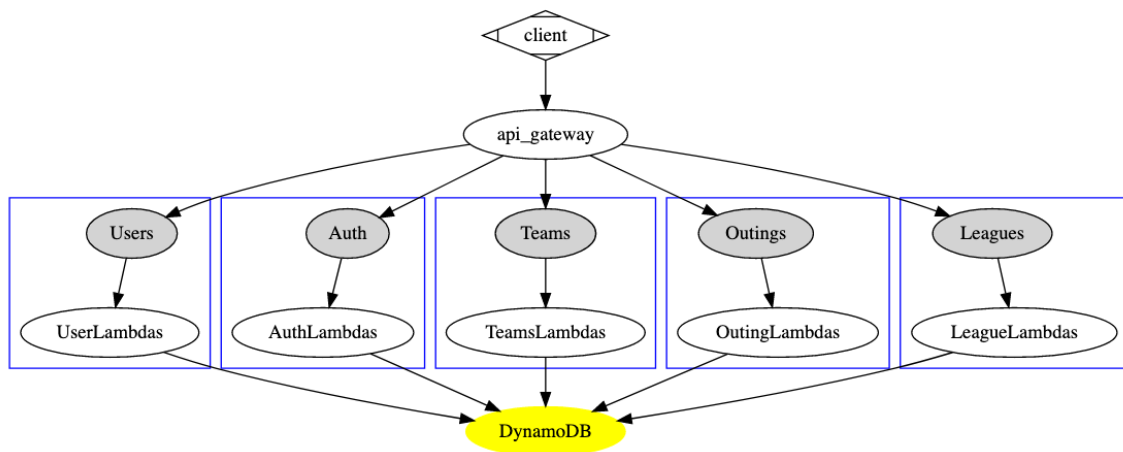 client
api_gateway
Users
Auth
Teams
Outings
Leagues
UserLambdas
AuthLambdas
TeamsLambdas
OutingLambdas
LeagueLambdas
DynamoDB